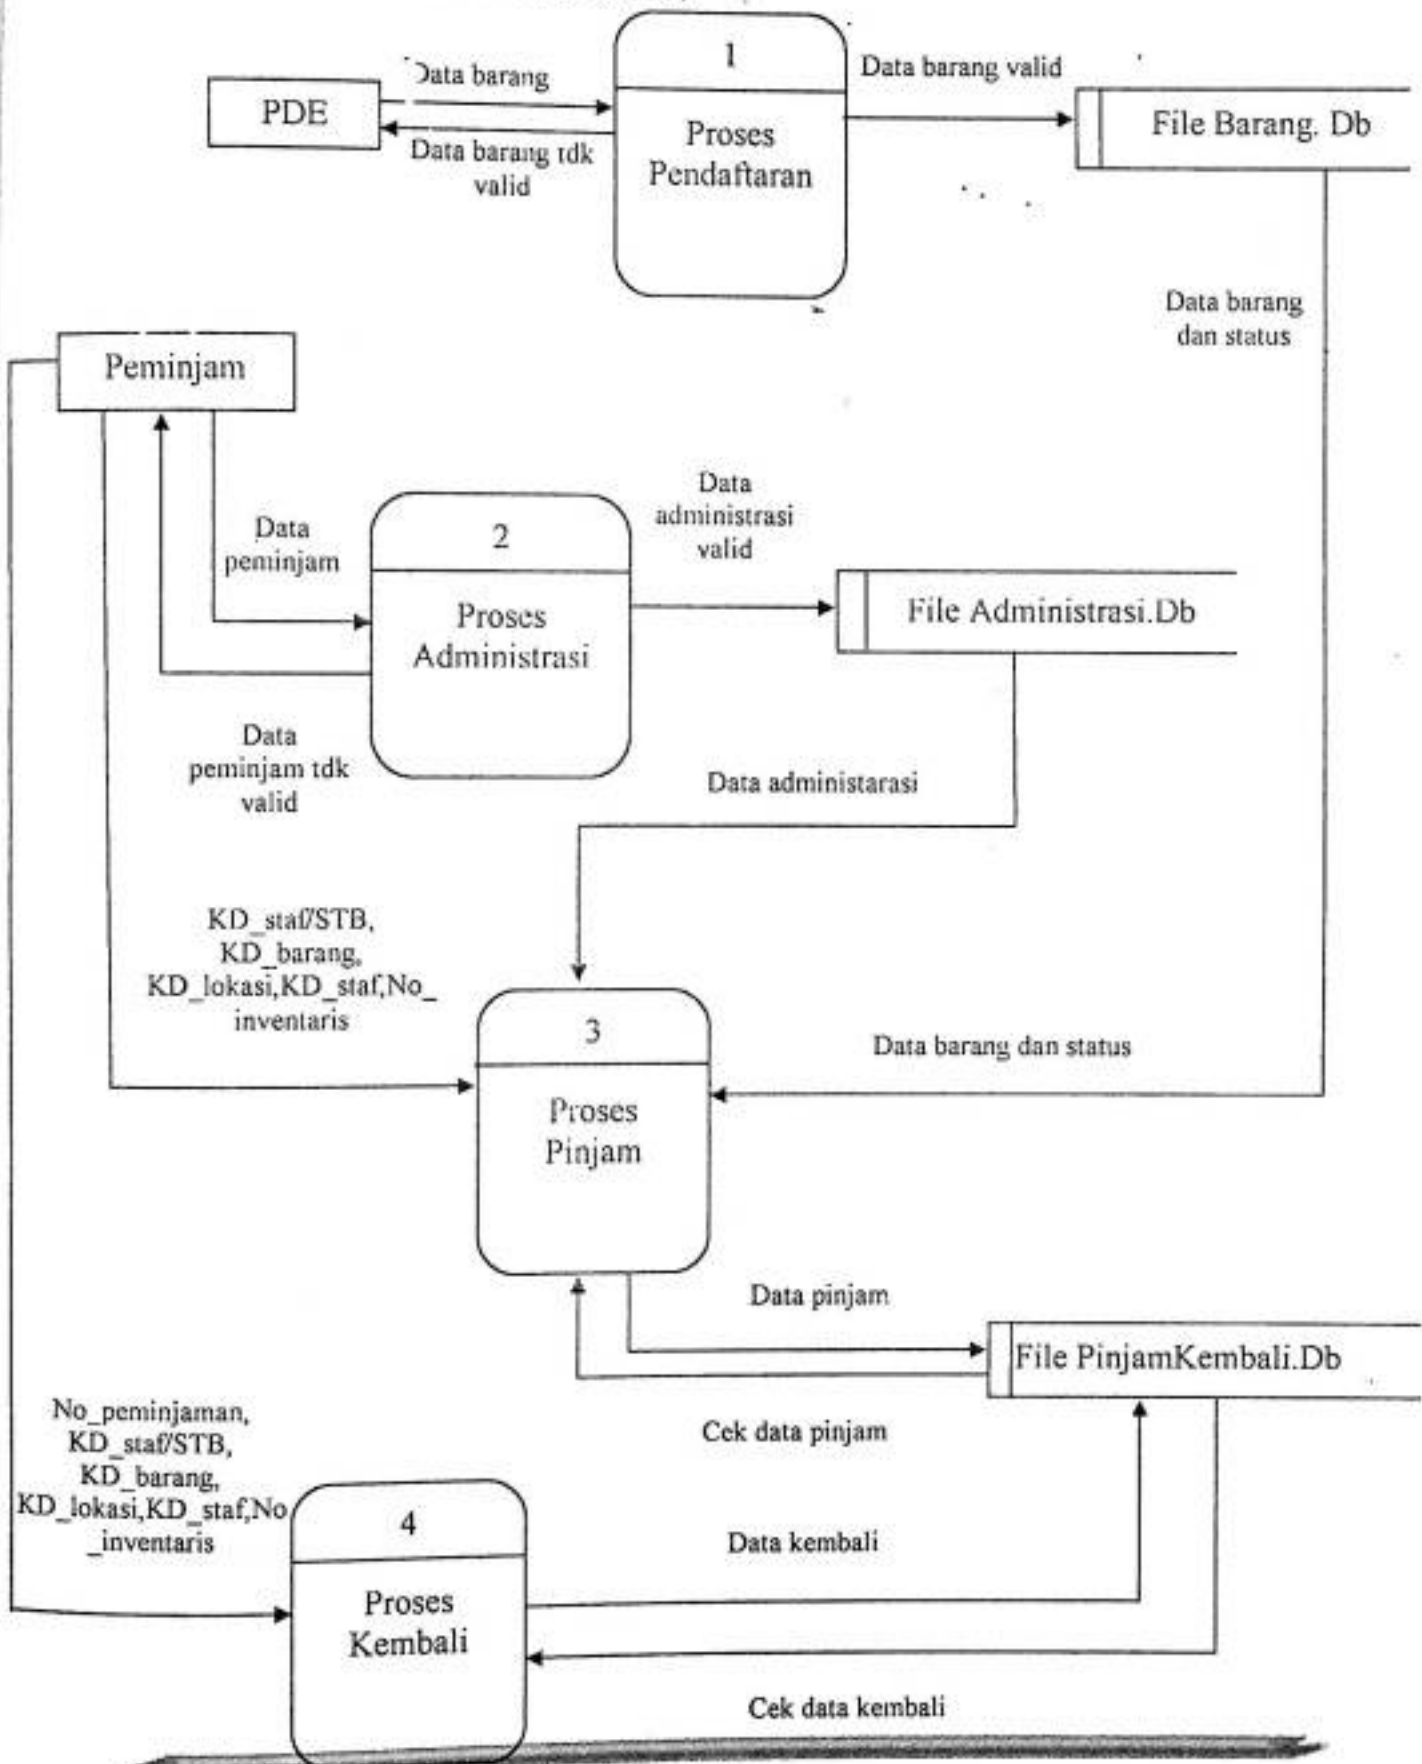 1
Data barang
Data barang valid
PDE
File Barang. Db
Data barang tdk
valid
Proses
Pendaftaran
Data barang
dan status
Peminjam
Data
administrasi
valid
Data
peminjam
2
Proses
Administrasi
File Administrasi.Db
Data
peminjam tdk
valid
Data administarasi
KD_staf/STB,
KD_barang,
KD_lokasi,KD_staf,No_
inventaris
3
Data barang dan status
Proses
Pinjam
Data pinjam
File PinjamKembali.Db
No_peminjaman,
KD_staf/STB,
KD_barang,
KD_lokasi,KD_staf,No
_inventaris
Cek data pinjam
4
Data kembali
Proses
Kembali
Cek data kembali